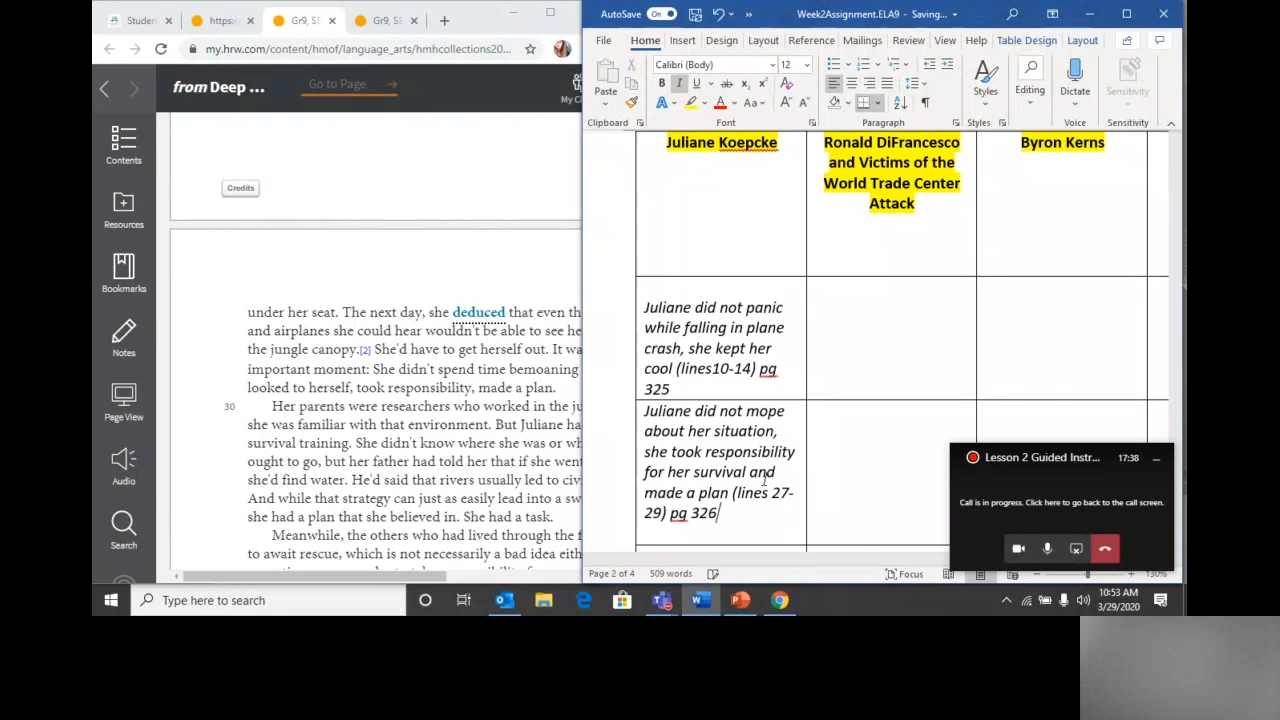 Studen
https:/
Gr9, SE
Gr9, SE
my.hrw.com/content/hmof/language_arts/hmhcollections20...
from Deep ...
Go to Page
My C
Contents
Resources
Bookmarks
Notes
Page View
Audio
Search
Credits
under her seat. The next day, she deduced that even th
and airplanes she could hear wouldn't be able to see he
the jungle canopy.[2] She'd have to get herself out. It wa
important moment: She didn't spend time bemoaning
looked to herself, took responsibility, made a plan.
30 Her parents were researchers who worked in the ju
she was familiar with that environment. But Juliane ha
survival training. She didn't know where she was or wh
ought to go, but her father had told her that if she went
she'd find water. He'd said that rivers usually led to civi
And while that strategy can just as easily lead into a sw
she had a plan that she believed in. She had a task.
Meanwhile, the others who had lived through the f
to await rescue, which is not necessarily a bad idea eith
AutoSave On
Week2Assignment.ELA9 - Saving...
File Home Insert Design Layout Reference Mailings Review View Help Table Design Layout
Paste
Calibri (Body) 12
B I U ab x₂ x²
A A Aa A A
Styles
Editing
Dictate
Sensitivity
Clipboard Font Paragraph Styles Voice Sensitivity
Juliane Koepcke
Ronald DiFrancesco
and Victims of the
World Trade Center
Attack
Byron Kerns
Juliane did not panic
while falling in plane
crash, she kept her
cool (lines10-14) pg
325
Juliane did not mope
about her situation,
she took responsibility
for her survival and
made a plan (lines 27-
29) pg 326
Lesson 2 Guided Instr... 17:38
Call is in progress. Click here to go back to the call screen.
Page 2 of 4 509 words Focus 130%
Type here to search
10:53 AM
3/29/2020